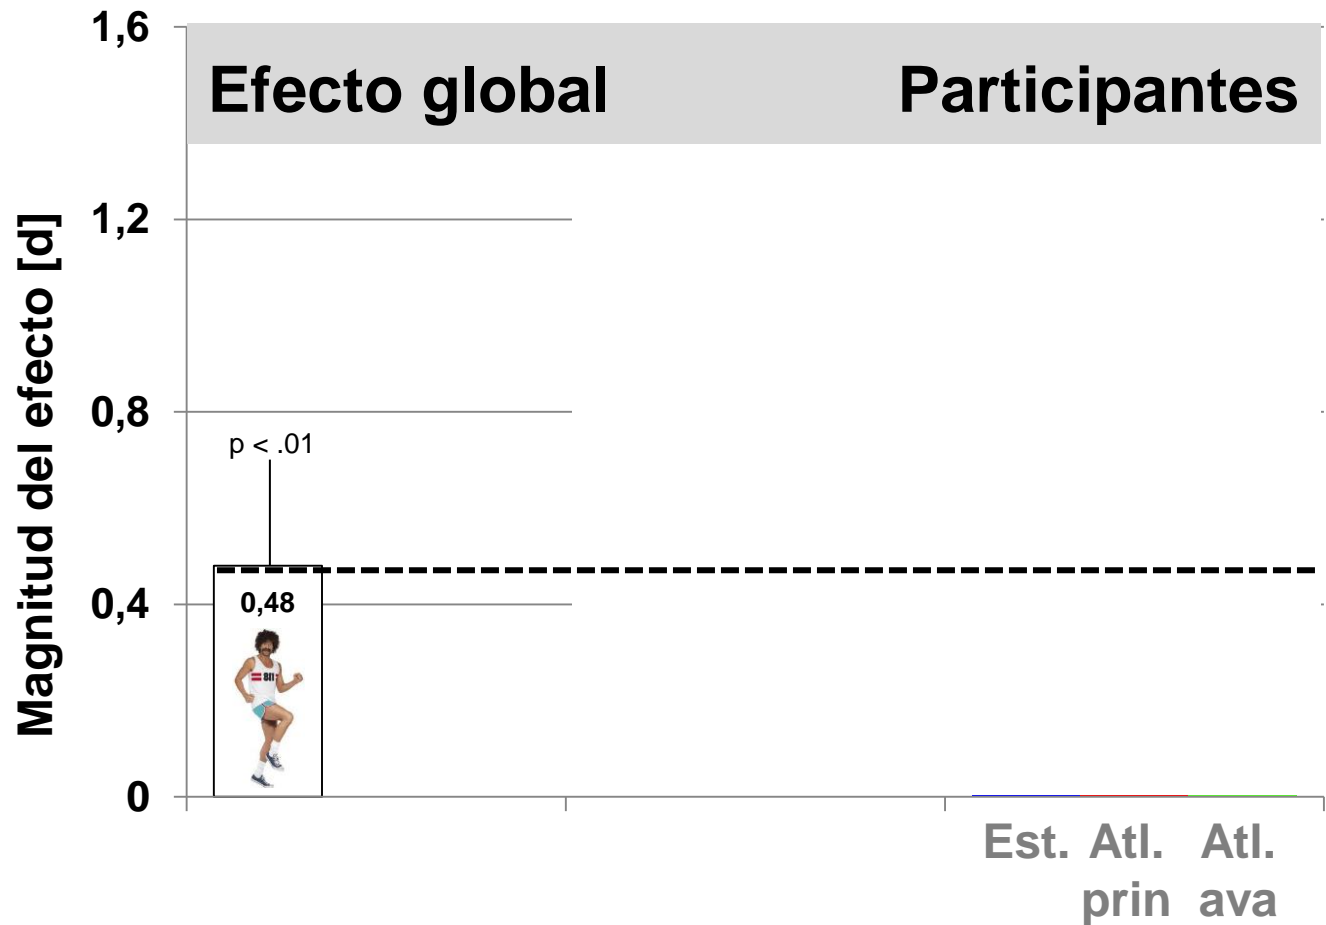 1,6
Efecto global Participantes
1,2
Magnitud del efecto [d]
0,8
p < .01
0,4
0,48
811
0
Est. Atl. Atl.
prin ava